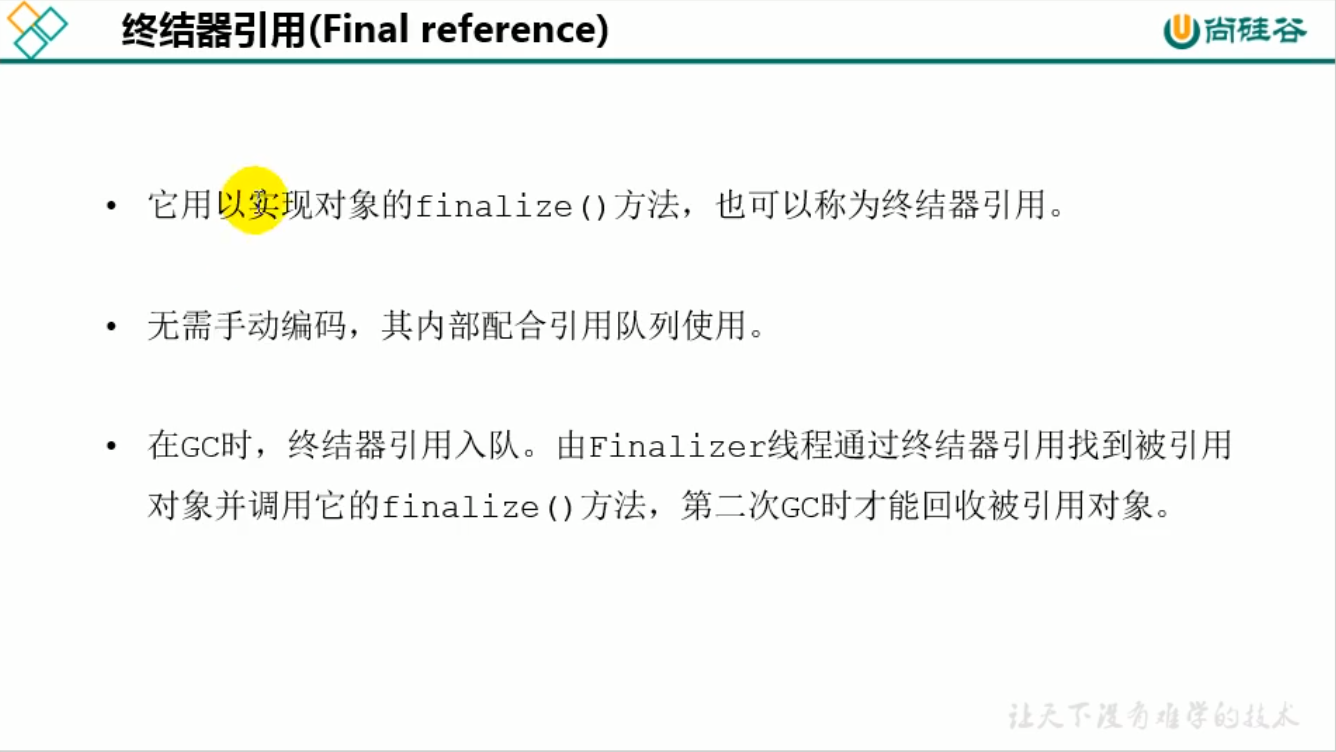 终结器引用(Final reference)
尚硅谷
• 它用以实现对象的finalize()方法，也可以称为终结器引用。
• 无需手动编码，其内部配合引用队列使用。
• 在GC时，终结器引用入队。由Finalizer线程通过终结器引用找到被引用
对象并调用它的finalize()方法，第二次GC时才能回收被引用对象。
让天下没有难学的技术